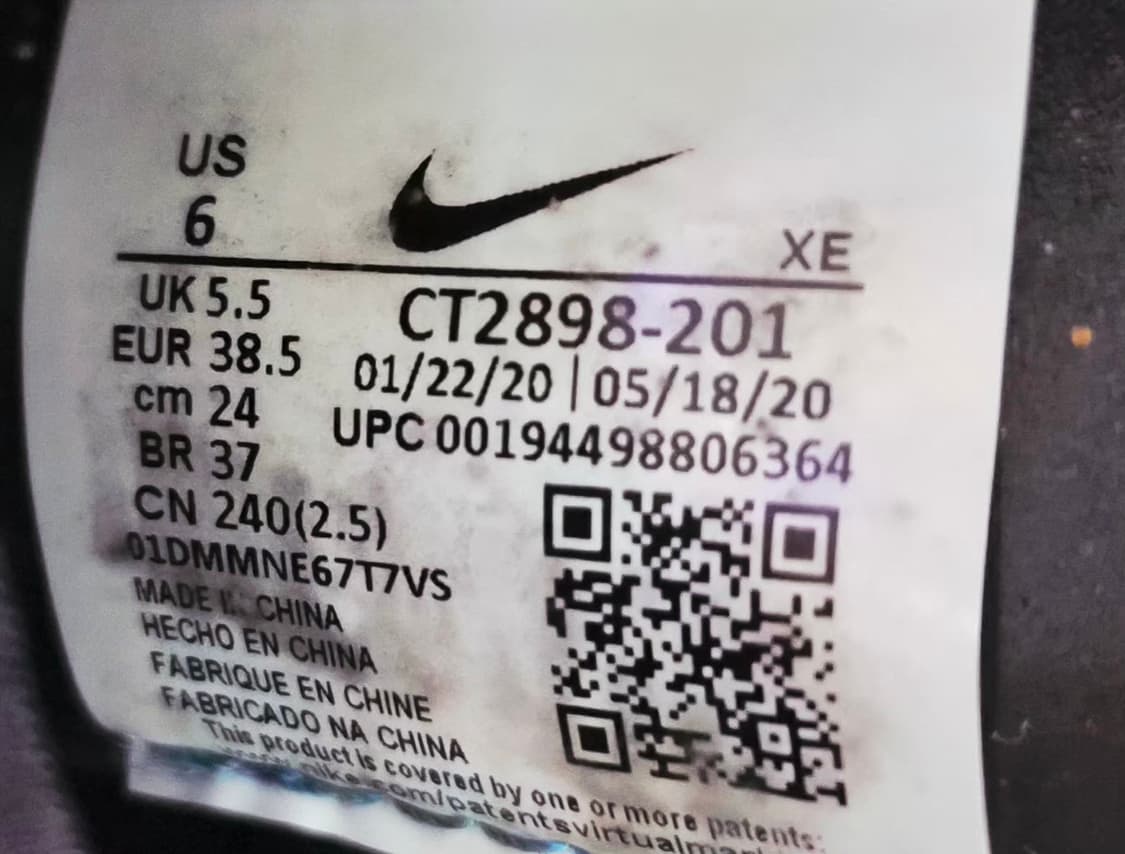 US
6
XE
UK 5.5
CT2898-201
EUR 38.5
01/22/20 | 05/18/20
cm 24
UPC 00194498806364
BR 37
CN 240(2.5)
01DMMNE67T7VS
MADE CHINA
HECHO EN CHINA
FABRIQUE EN CHINE
FABRICADO NA CHINA
This product is covered by one or more patents: